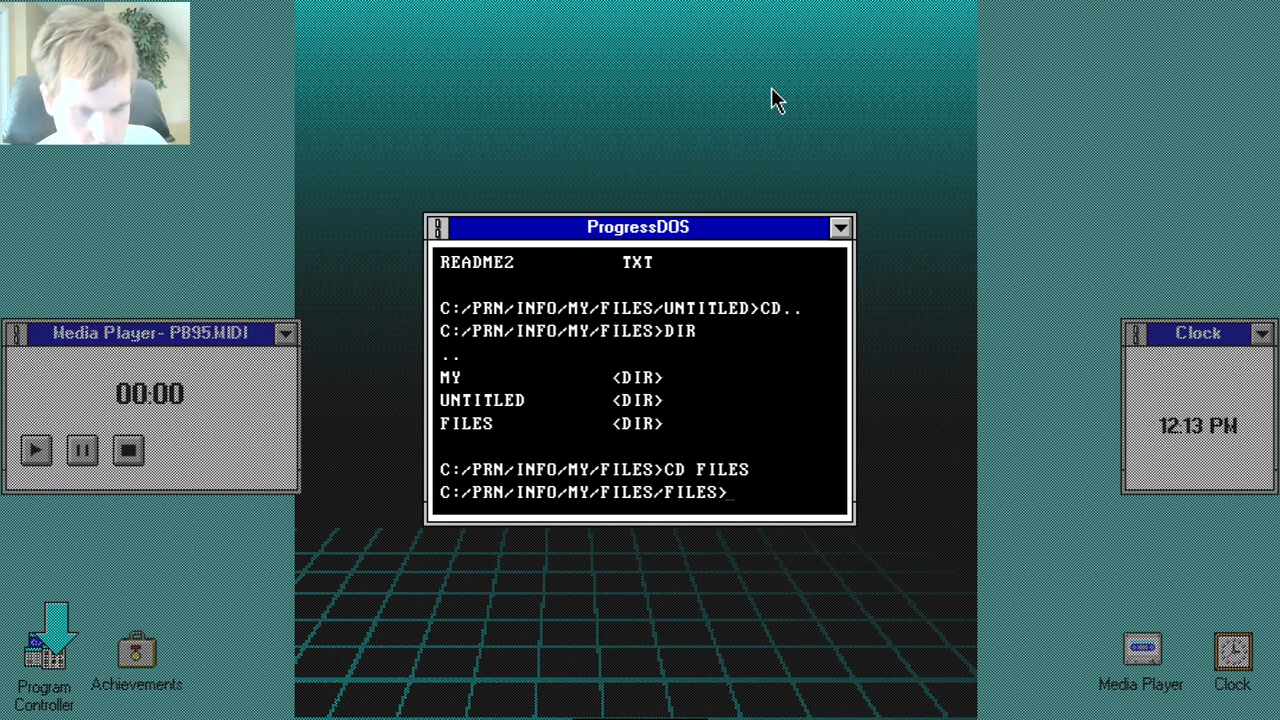 ProgressDOS
README2 TXT
C:/PRN/INFO/MY/FILES/UNTITLED>CD..
C:/PRN/INFO/MY/FILES>DIR
..
MY <DIR>
UNTITLED <DIR>
FILES <DIR>
C:/PRN/INFO/MY/FILES>CD FILES
C:/PRN/INFO/MY/FILES/FILES>_
Media Player- PB95.MIDI
00:00
Clock
12:13 PM
Program
Controller
Achievements
Media Player
Clock